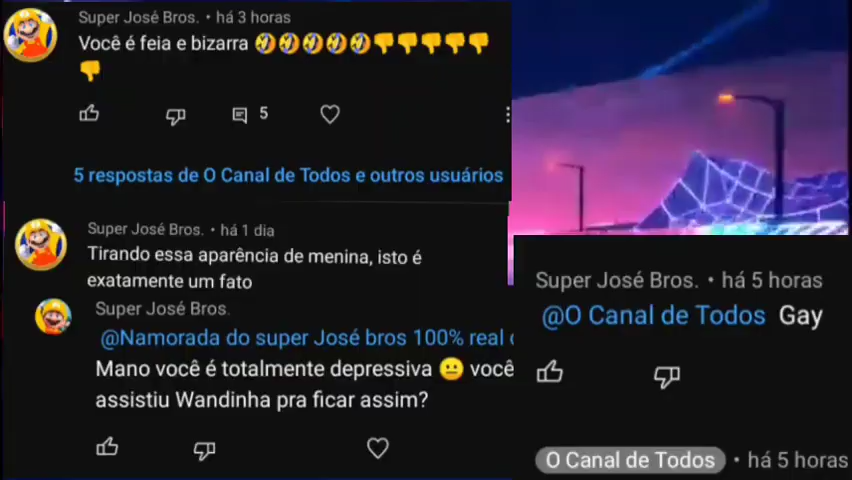 Super José Bros. • há 3 horas
Você é feia e bizarra 🤣🤣🤣🤣🤣👎👎👎👎👎
👎
5
5 respostas de O Canal de Todos e outros usuários
Super José Bros. • há 1 dia
Tirando essa aparência de menina, isto é
exatamente um fato
Super José Bros.
@Namorada do super José bros 100% real
Mano você é totalmente depressiva 😐 você
assistiu Wandinha pra ficar assim?
Super José Bros. • há 5 horas
@O Canal de Todos Gay
O Canal de Todos • há 5 horas